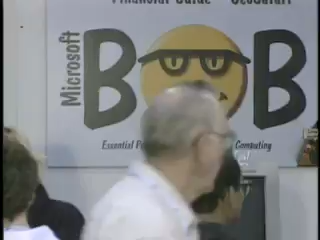 Financial Guide GeoSafari
Microsoft
BOB
Essential P
Computing